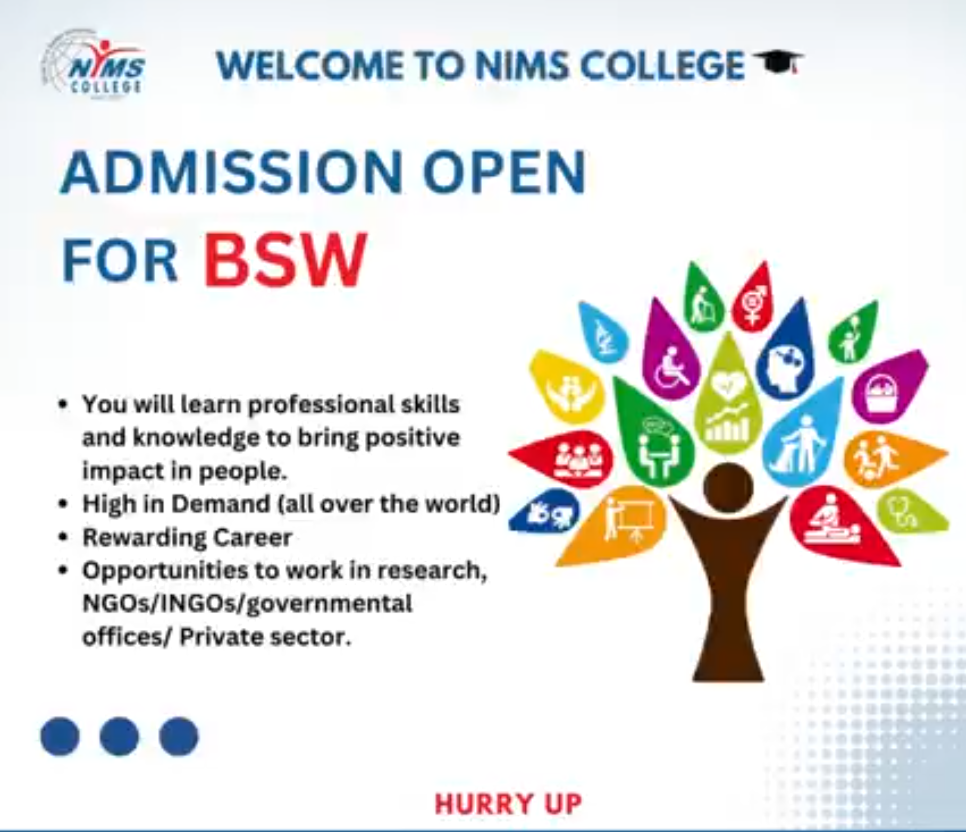 NIMS
COLLEGE
WELCOME TO NIMS COLLEGE
ADMISSION OPEN
FOR BSW
• You will learn professional skills
and knowledge to bring positive
impact in people.
• High in Demand (all over the world)
• Rewarding Career
• Opportunities to work in research,
NGOs/INGOs/governmental
offices/ Private sector.
HURRY UP